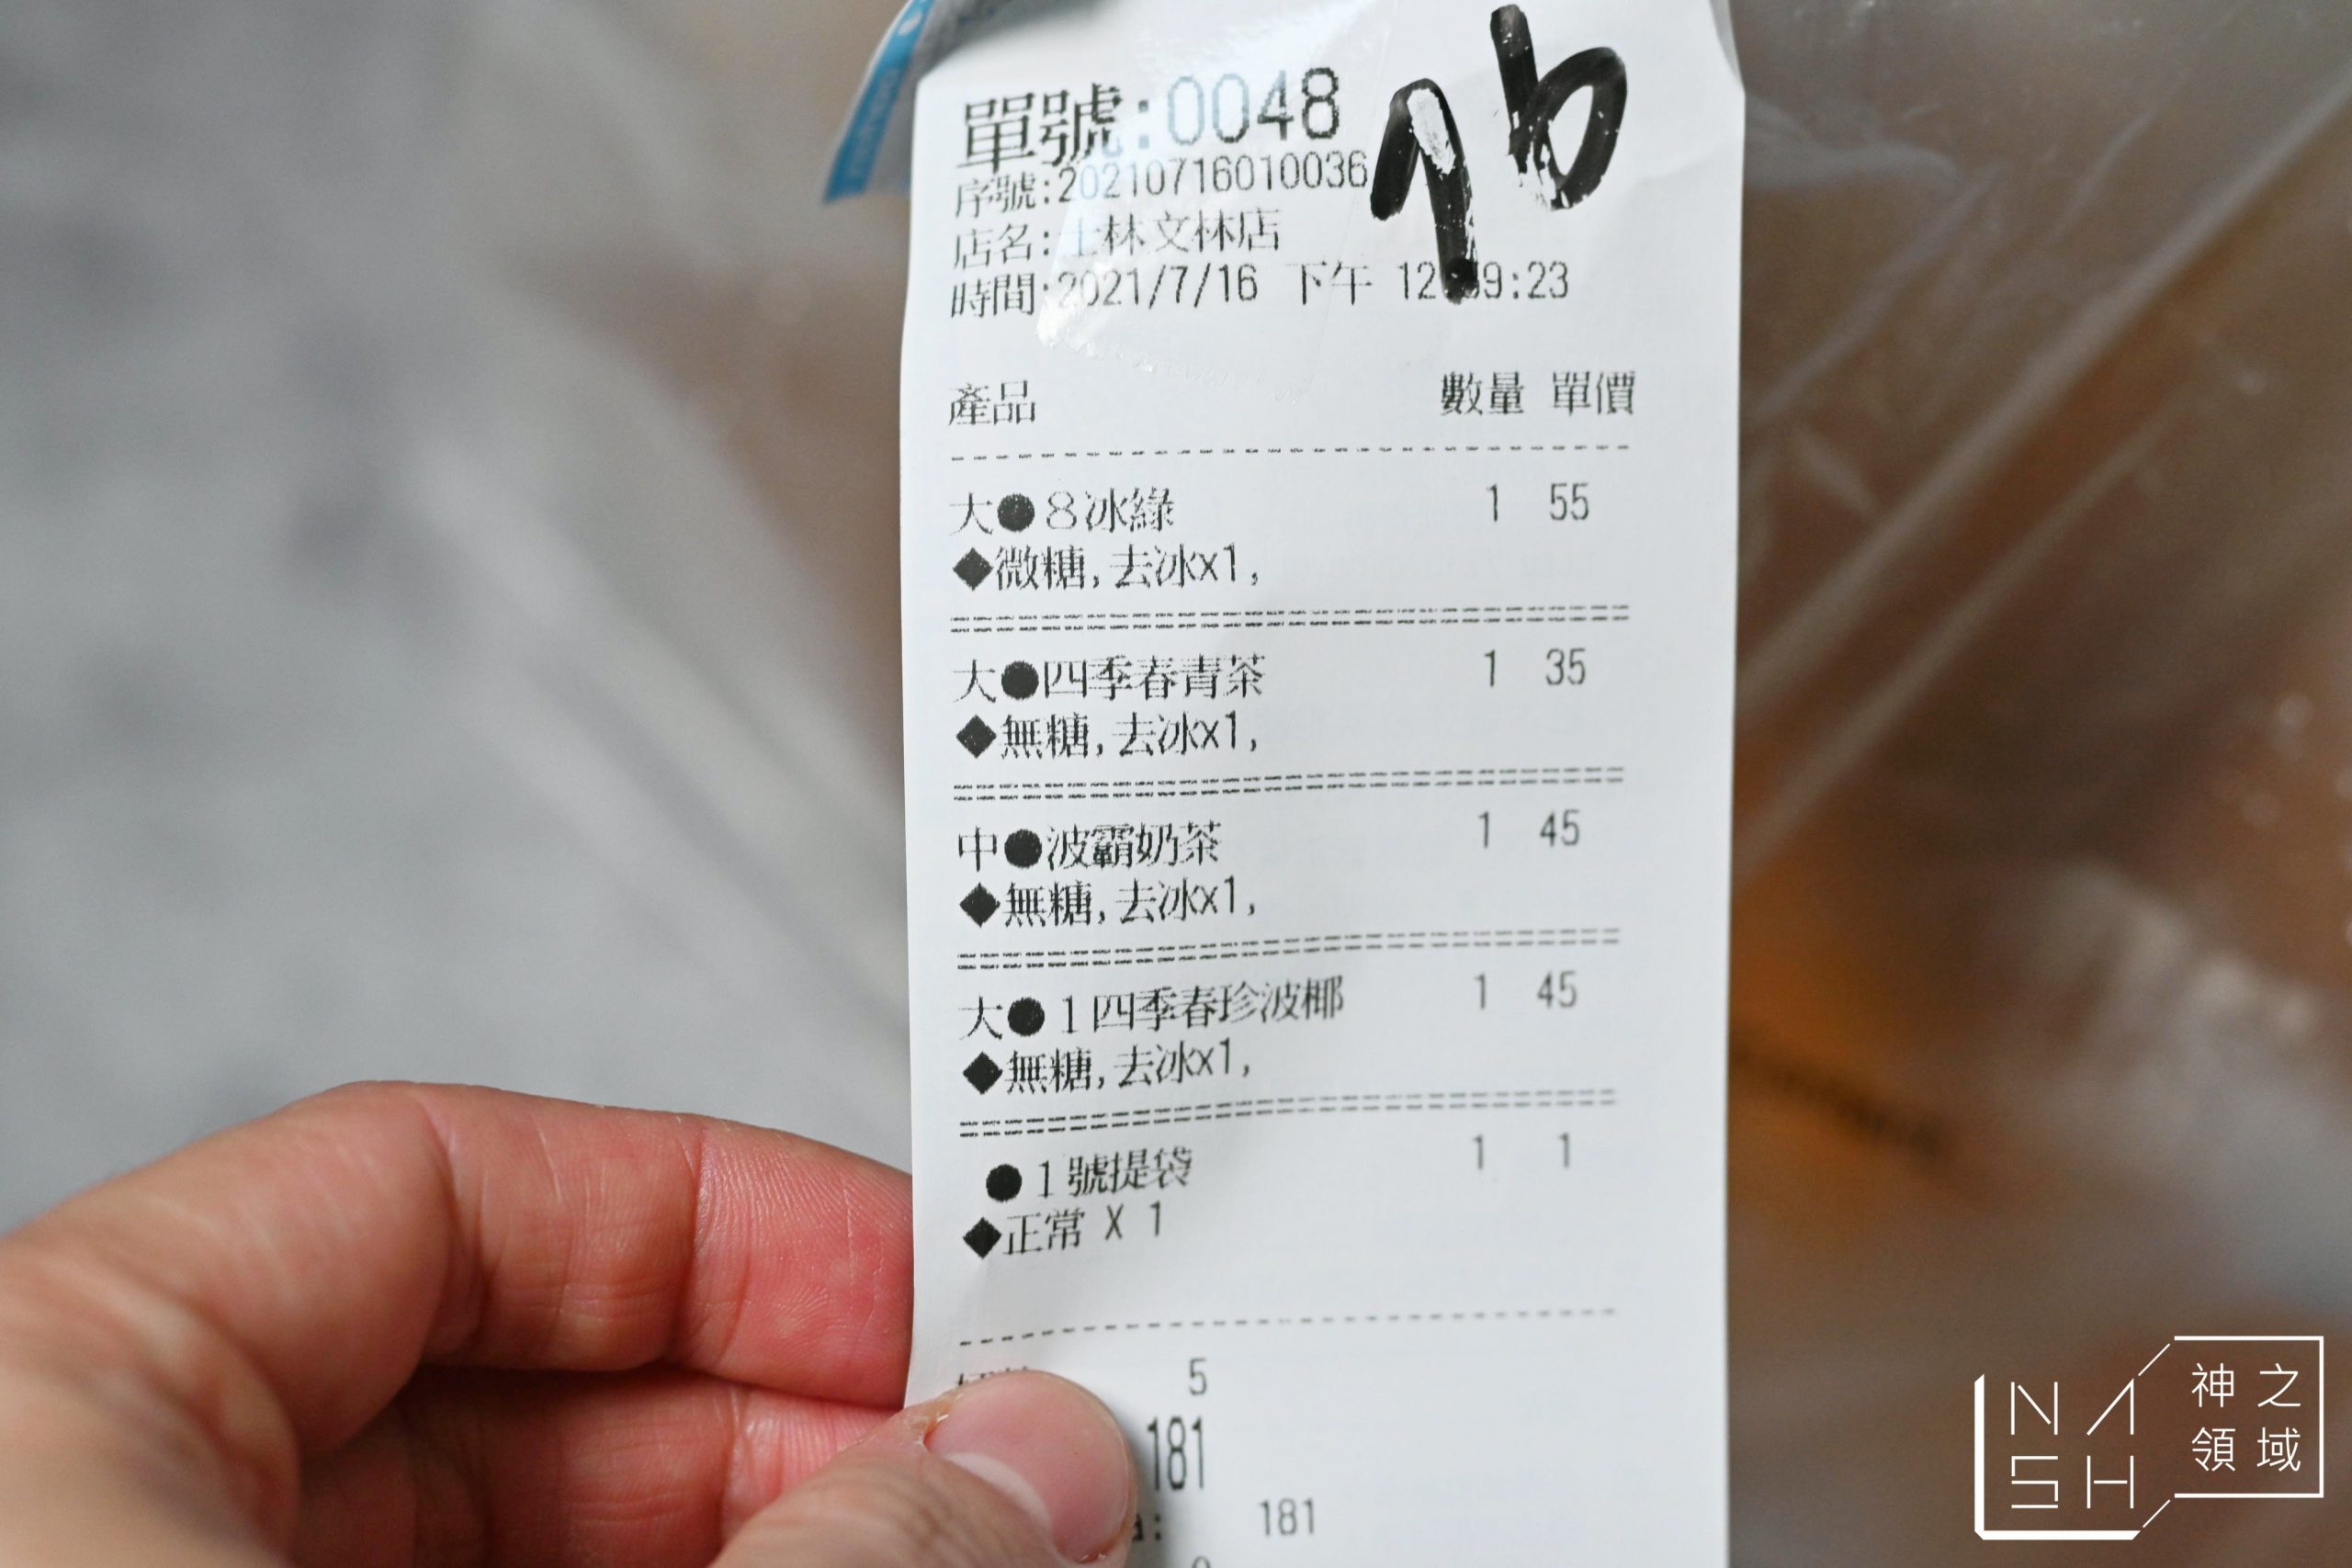 單號:0048
76
序號:20210716010036
店名:士林文林店
時間:2021/7/16 下午 12: 9:23
產品 數量 單價
大●8冰綠 1 55
◆微糖,去冰x1,
大●四季春青茶 1 35
◆無糖,去冰x1,
中●波霸奶茶 1 45
◆無糖,去冰x1,
大●1四季春珍波椰 1 45
◆無糖,去冰x1,
●1號提袋 1 1
◆正常 X 1
5
181
a: 181
NASH
神之
領域